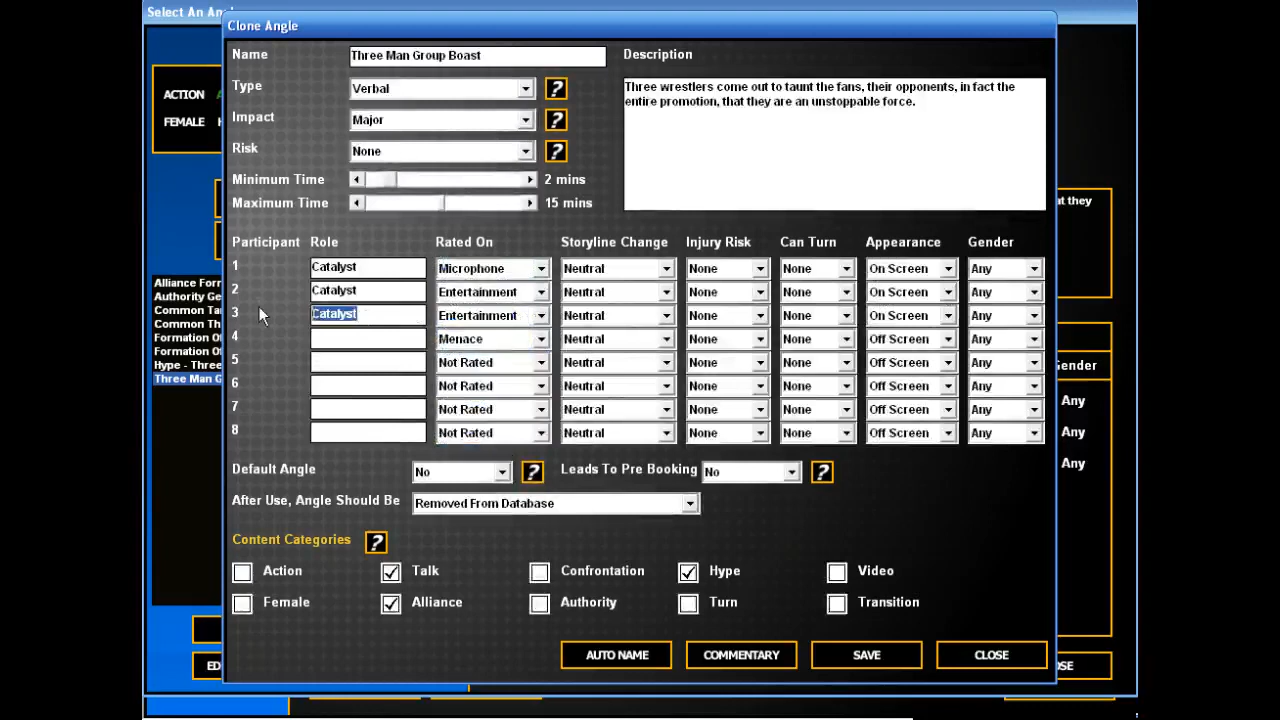 Select An An
Clone Angle
Name Three Man Group Boast Description
Type Verbal ?
Three wrestlers come out to taunt the fans, their opponents, in fact the
entire promotion, that they are an unstoppable force.
ACTION
Impact Major ?
FEMALE
Risk None ?
Minimum Time 2 mins
Maximum Time 15 mins
at they
Participant Role Rated On Storyline Change Injury Risk Can Turn Appearance Gender
1 Catalyst Microphone Neutral None None On Screen Any
2 Catalyst Entertainment Neutral None None On Screen Any
3 Catalyst Entertainment Neutral None None On Screen Any
4 Menace Neutral None None Off Screen Any
5 Not Rated Neutral None None Off Screen Any
6 Not Rated Neutral None None Off Screen Any
7 Not Rated Neutral None None Off Screen Any
8 Not Rated Neutral None None Off Screen Any
Alliance Forr
Authority Ge
Common Ta
Common Th
Formation Of
Formation Of
Hype - Three
Three Man G
Gender
Any
Any
Any
Default Angle No ? Leads To Pre Booking No ?
After Use, Angle Should Be Removed From Database
Content Categories ?
Action Talk Confrontation Hype Video
Female Alliance Authority Turn Transition
AUTO NAME COMMENTARY SAVE CLOSE
ED
OSE